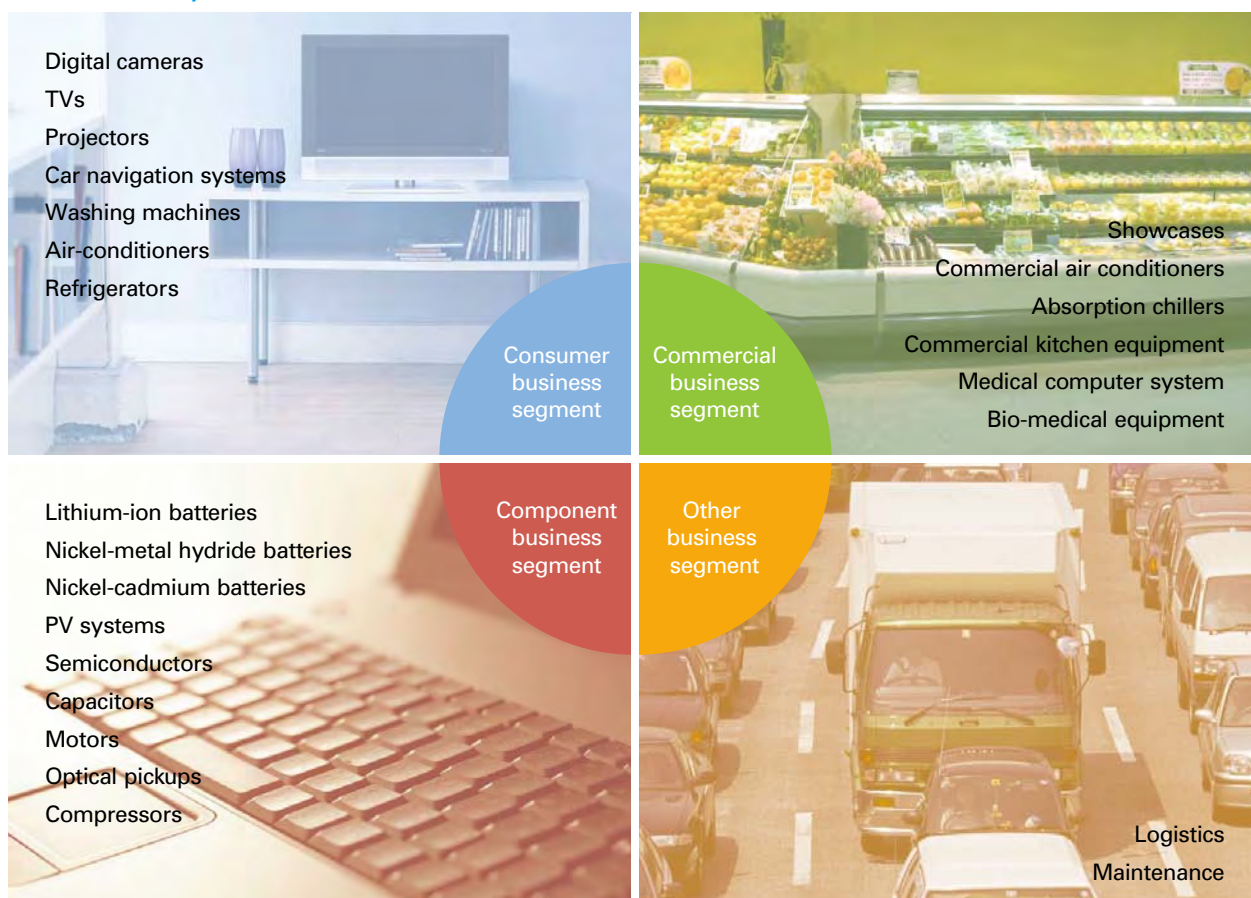 Digital cameras
TVs
Projectors
Car navigation systems
Washing machines
Air-conditioners
Refrigerators
Consumer
business
segment
Showcases
Commercial air conditioners
Absorption chillers
Commercial kitchen equipment
Medical computer system
Bio-medical equipment
Commercial
business
segment
Lithium-ion batteries
Nickel-metal hydride batteries
Nickel-cadmium batteries
PV systems
Semiconductors
Capacitors
Motors
Optical pickups
Compressors
Component
business
segment
Other
business
segment
Logistics
Maintenance